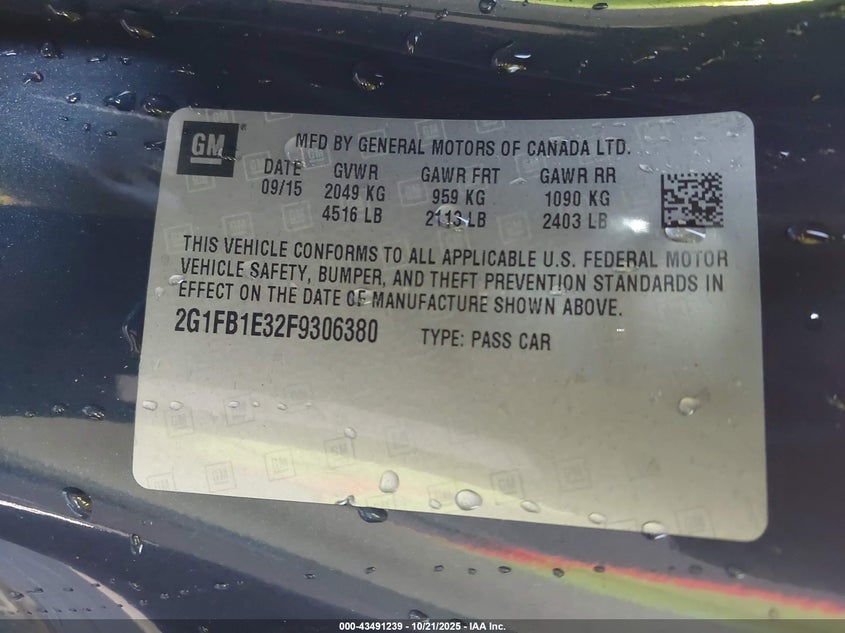 GM
MFD BY GENERAL MOTORS OF CANADA LTD.
DATE GVWR GAWR FRT GAWR RR
09/15 2049 KG 959 KG 1090 KG
4516 LB 2113 LB 2403 LB
THIS VEHICLE CONFORMS TO ALL APPLICABLE U.S. FEDERAL MOTOR
VEHICLE SAFETY, BUMPER, AND THEFT PREVENTION STANDARDS IN
EFFECT ON THE DATE OF MANUFACTURE SHOWN ABOVE.
2G1FB1E32F9306380 TYPE: PASS CAR
000-43491239 - 10/21/2025 - IAA Inc.